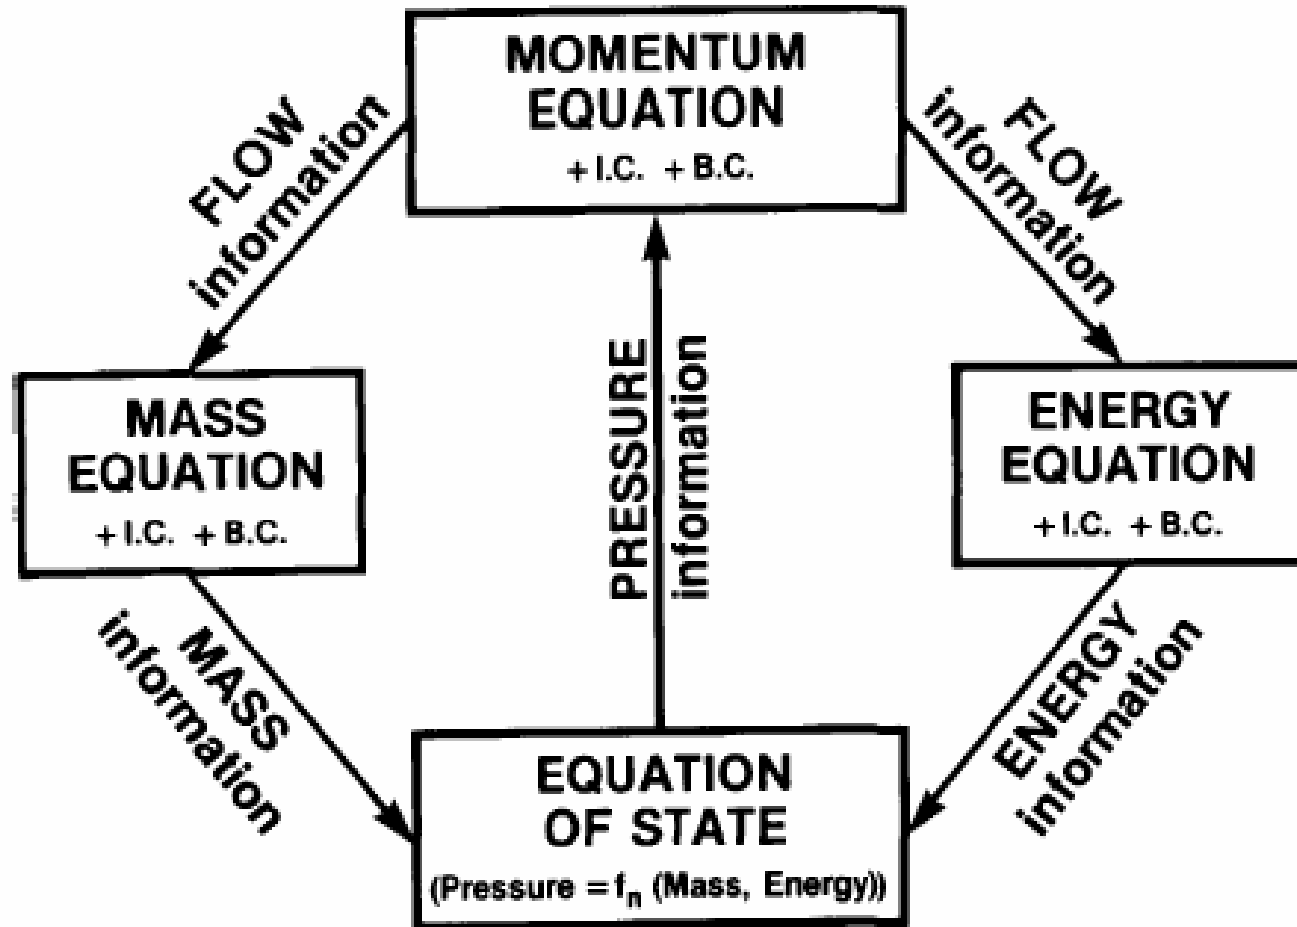 MOMENTUM
EQUATION
+ I.C. + B.C.
FLOW
information
FLOW
information
PRESSURE
information
MASS
EQUATION
+ I.C. + B.C.
ENERGY
EQUATION
+ I.C. + B.C.
MASS
information
ENERGY
information
EQUATION
OF STATE
(Pressure = fn (Mass, Energy))